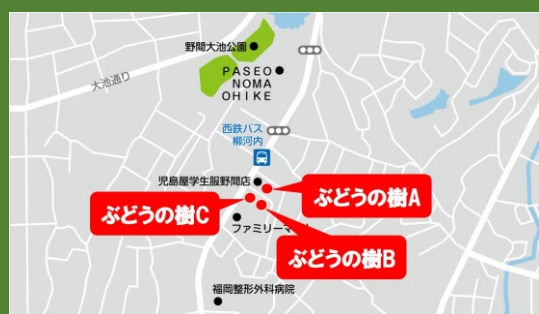 野間大池公園
大池通り
PASEO
NOMA
OHIKE
西鉄バス
柳河内
児島屋学生服野間店
ぶどうの樹A
ぶどうの樹C
ファミリーマ
ぶどうの樹B
福岡整形外科病院